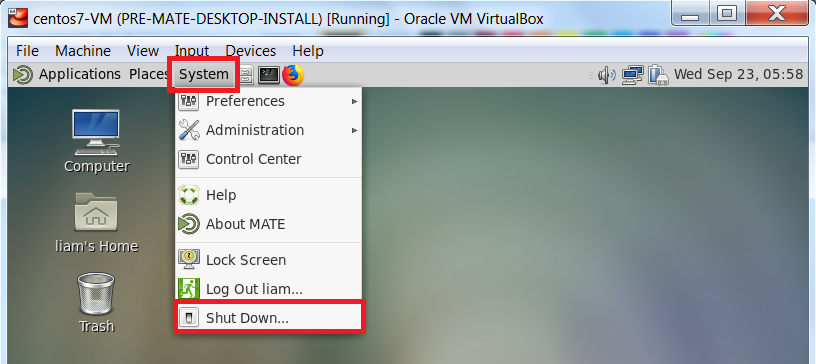 centos7-VM (PRE-MATE-DESKTOP-INSTALL) [Running] - Oracle VM VirtualBox
File Machine View Input Devices Help
Applications Places System Wed Sep 23, 05:58
Preferences
Administration
Control Center
Help
About MATE
Lock Screen
Log Out liam...
Shut Down...
Computer
liam's Home
Trash